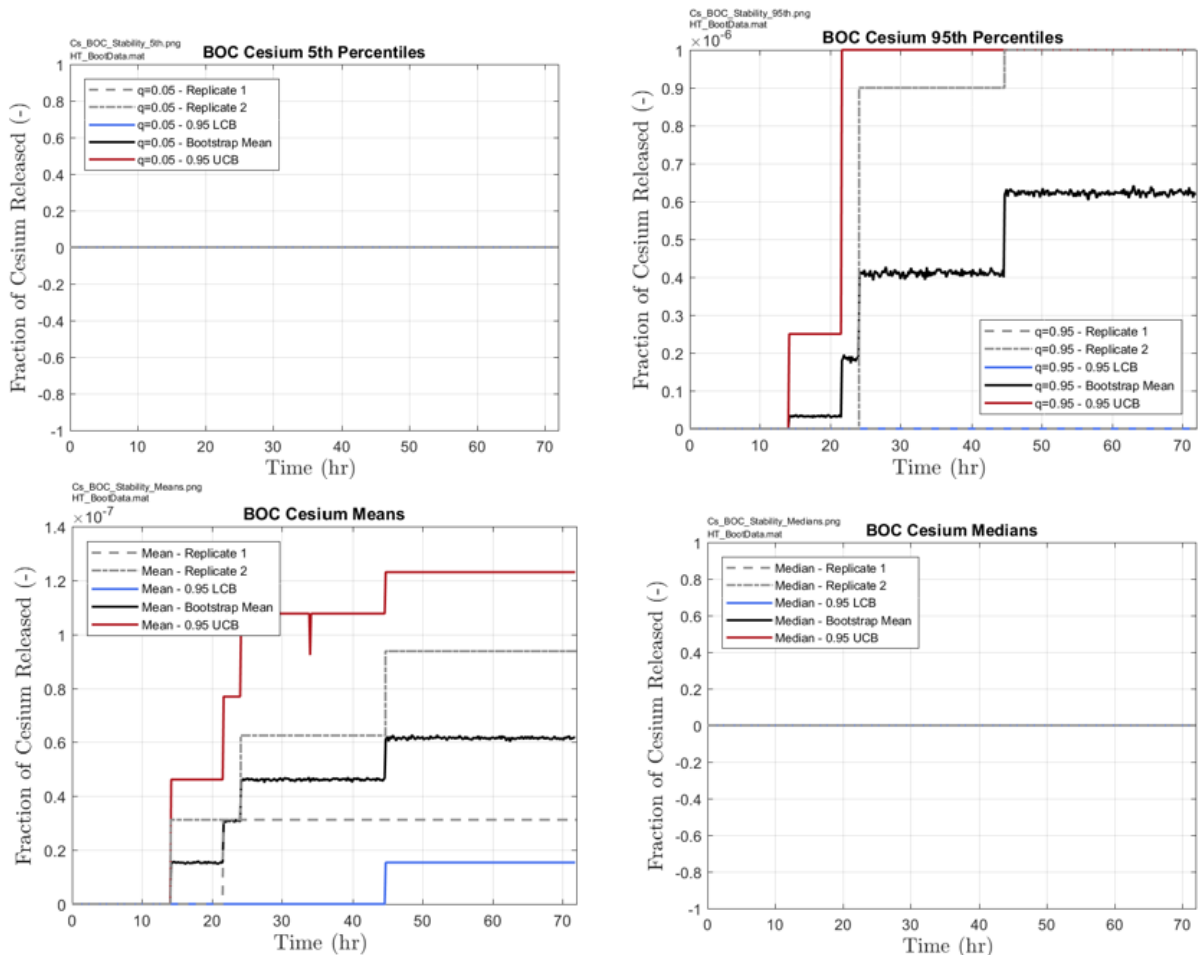 Cs_BOC_Stability_5th.png
HT_BootData.mat
BOC Cesium 5th Percentiles
1
0.8
0.6
0.4
0.2
0
-0.2
-0.4
-0.6
-0.8
-1
Fraction of Cesium Released (-)
q=0.05 - Replicate 1
q=0.05 - Replicate 2
q=0.05 - 0.95 LCB
q=0.05 - Bootstrap Mean
q=0.05 - 0.95 UCB
0 10 20 30 40 50 60 70
Time (hr)
Cs_BOC_Stability_95th.png
HT_BootData.mat
×10^-6
BOC Cesium 95th Percentiles
1
0.9
0.8
0.7
0.6
0.5
0.4
0.3
0.2
0.1
0
Fraction of Cesium Released (-)
q=0.95 - Replicate 1
q=0.95 - Replicate 2
q=0.95 - 0.95 LCB
q=0.95 - Bootstrap Mean
q=0.95 - 0.95 UCB
0 10 20 30 40 50 60 70
Time (hr)
Cs_BOC_Stability_Means.png
HT_BootData.mat
×10^-7
BOC Cesium Means
1.4
1.2
1
0.8
0.6
0.4
0.2
0
Fraction of Cesium Released (-)
Mean - Replicate 1
Mean - Replicate 2
Mean - 0.95 LCB
Mean - Bootstrap Mean
Mean - 0.95 UCB
0 10 20 30 40 50 60 70
Time (hr)
Cs_BOC_Stability_Medians.png
HT_BootData.mat
BOC Cesium Medians
1
0.8
0.6
0.4
0.2
0
-0.2
-0.4
-0.6
-0.8
-1
Fraction of Cesium Released (-)
Median - Replicate 1
Median - Replicate 2
Median - 0.95 LCB
Median - Bootstrap Mean
Median - 0.95 UCB
0 10 20 30 40 50 60 70
Time (hr)